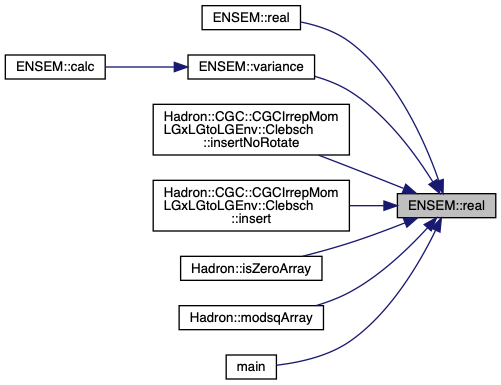 ENSEM::real
ENSEM::calc
ENSEM::variance
Hadron::CGC::CGCIrrepMom
LGxLGtoLGEnv::Clebsch
::insertNoRotate
ENSEM::real
Hadron::CGC::CGCIrrepMom
LGxLGtoLGEnv::Clebsch
::insert
Hadron::isZeroArray
Hadron::modsqArray
main